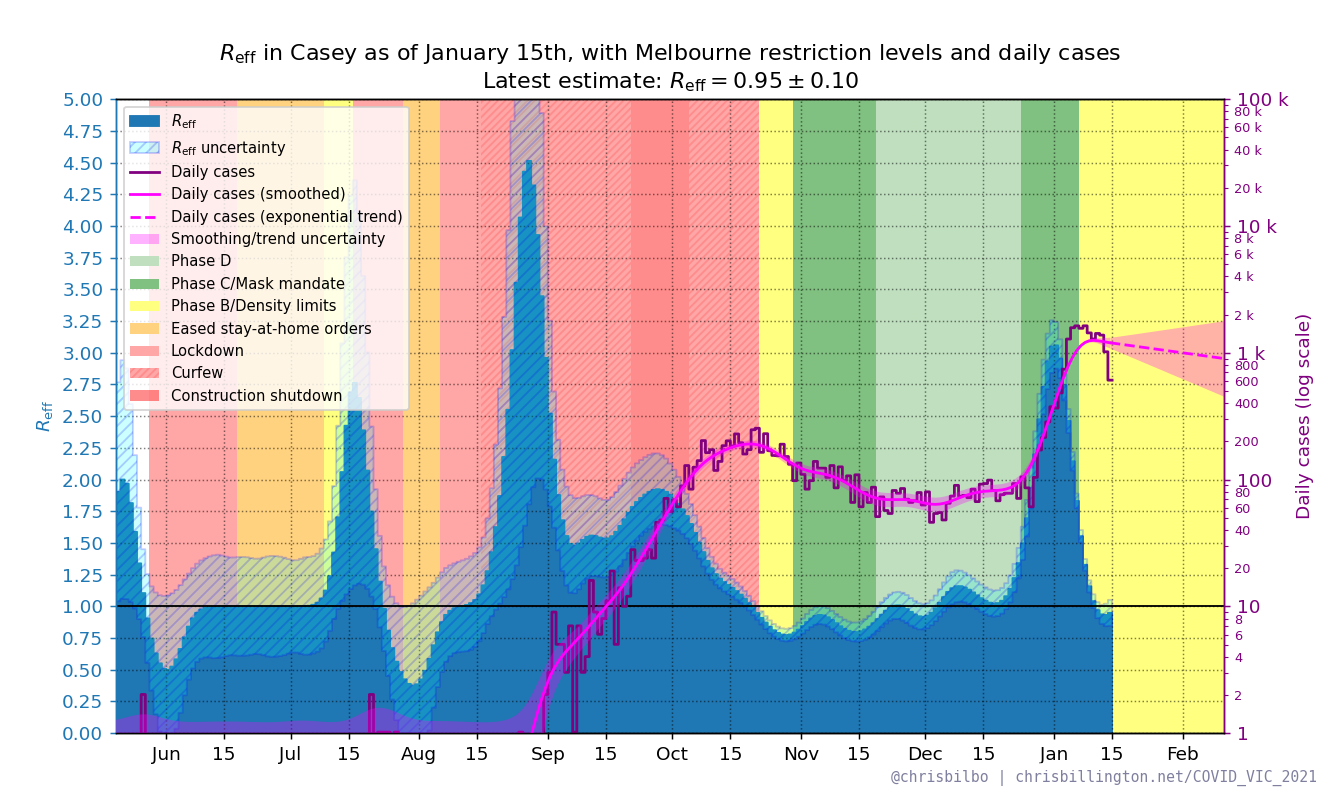 R_eff in Casey as of January 15th, with Melbourne restriction levels and daily cases
Latest estimate: R_eff = 0.95 ± 0.10
5.00
4.75
4.50
4.25
4.00
3.75
3.50
3.25
3.00
2.75
2.50
2.25
2.00
1.75
1.50
1.25
1.00
0.75
0.50
0.25
0.00
R_eff
R_eff
R_eff uncertainty
Daily cases
Daily cases (smoothed)
Daily cases (exponential trend)
Smoothing/trend uncertainty
Phase D
Phase C/Mask mandate
Phase B/Density limits
Eased stay-at-home orders
Lockdown
Curfew
Construction shutdown
100 k
80 k
60 k
40 k
20 k
10 k
8 k
6 k
4 k
2 k
1 k
800
600
400
200
100
80
60
40
20
10
8
6
4
2
1
Daily cases (log scale)
Jun 15 Jul 15 Aug 15 Sep 15 Oct 15 Nov 15 Dec 15 Jan 15 Feb
@chrisbilbo | chrisbillington.net/COVID_VIC_2021